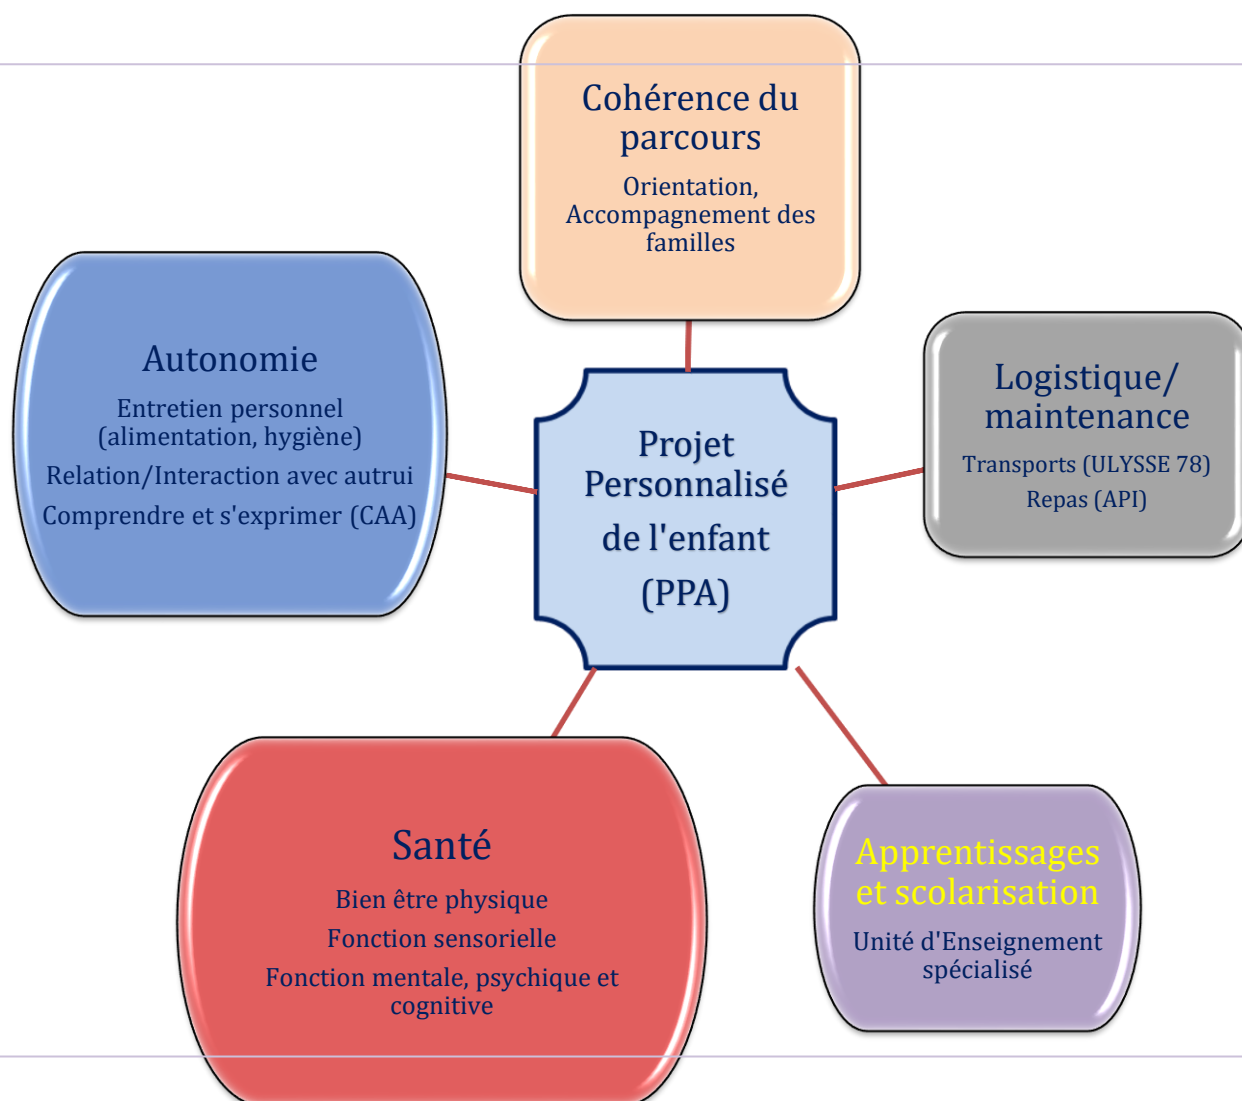 Cohérence du
parcours
Orientation,
Accompagnement des
familles
Autonomie
Entretien personnel
(alimentation, hygiène)
Relation/Interaction avec autrui
Comprendre et s'exprimer (CAA)
Projet
Personnalisé
de l'enfant
(PPA)
Logistique/
maintenance
Transports (ULYSSE 78)
Repas (API)
Santé
Bien être physique
Fonction sensorielle
Fonction mentale, psychique et
cognitive
Apprentissages
et scolarisation
Unité d'Enseignement
spécialisé